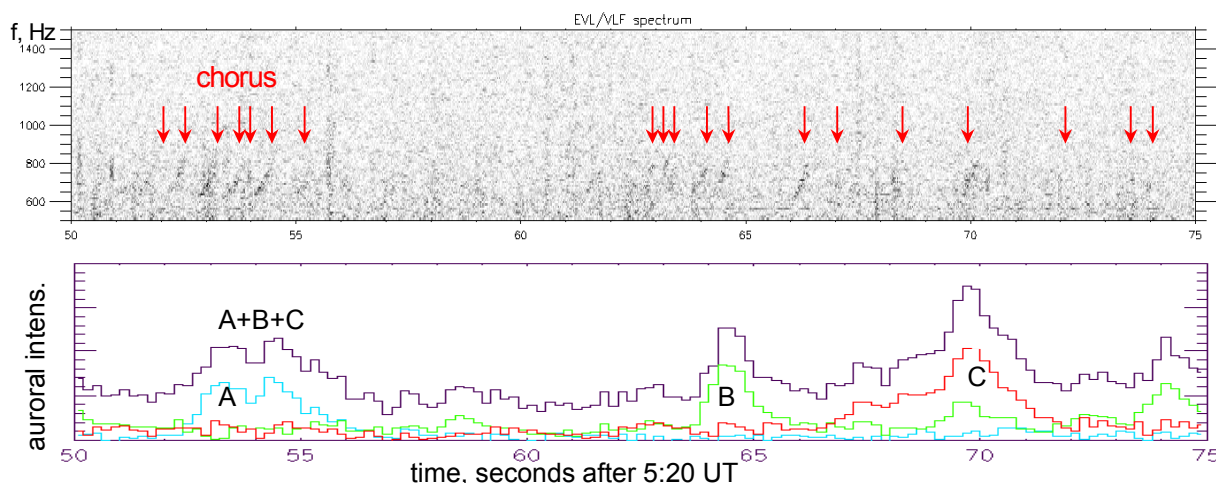 EVL/VLF spectrum
f, Hz
1400
1200
1000
800
600
chorus
50 55 60 65 70 75
auroral intens.
A+B+C
A
B
C
50 55 60 65 70 75
time, seconds after 5:20 UT